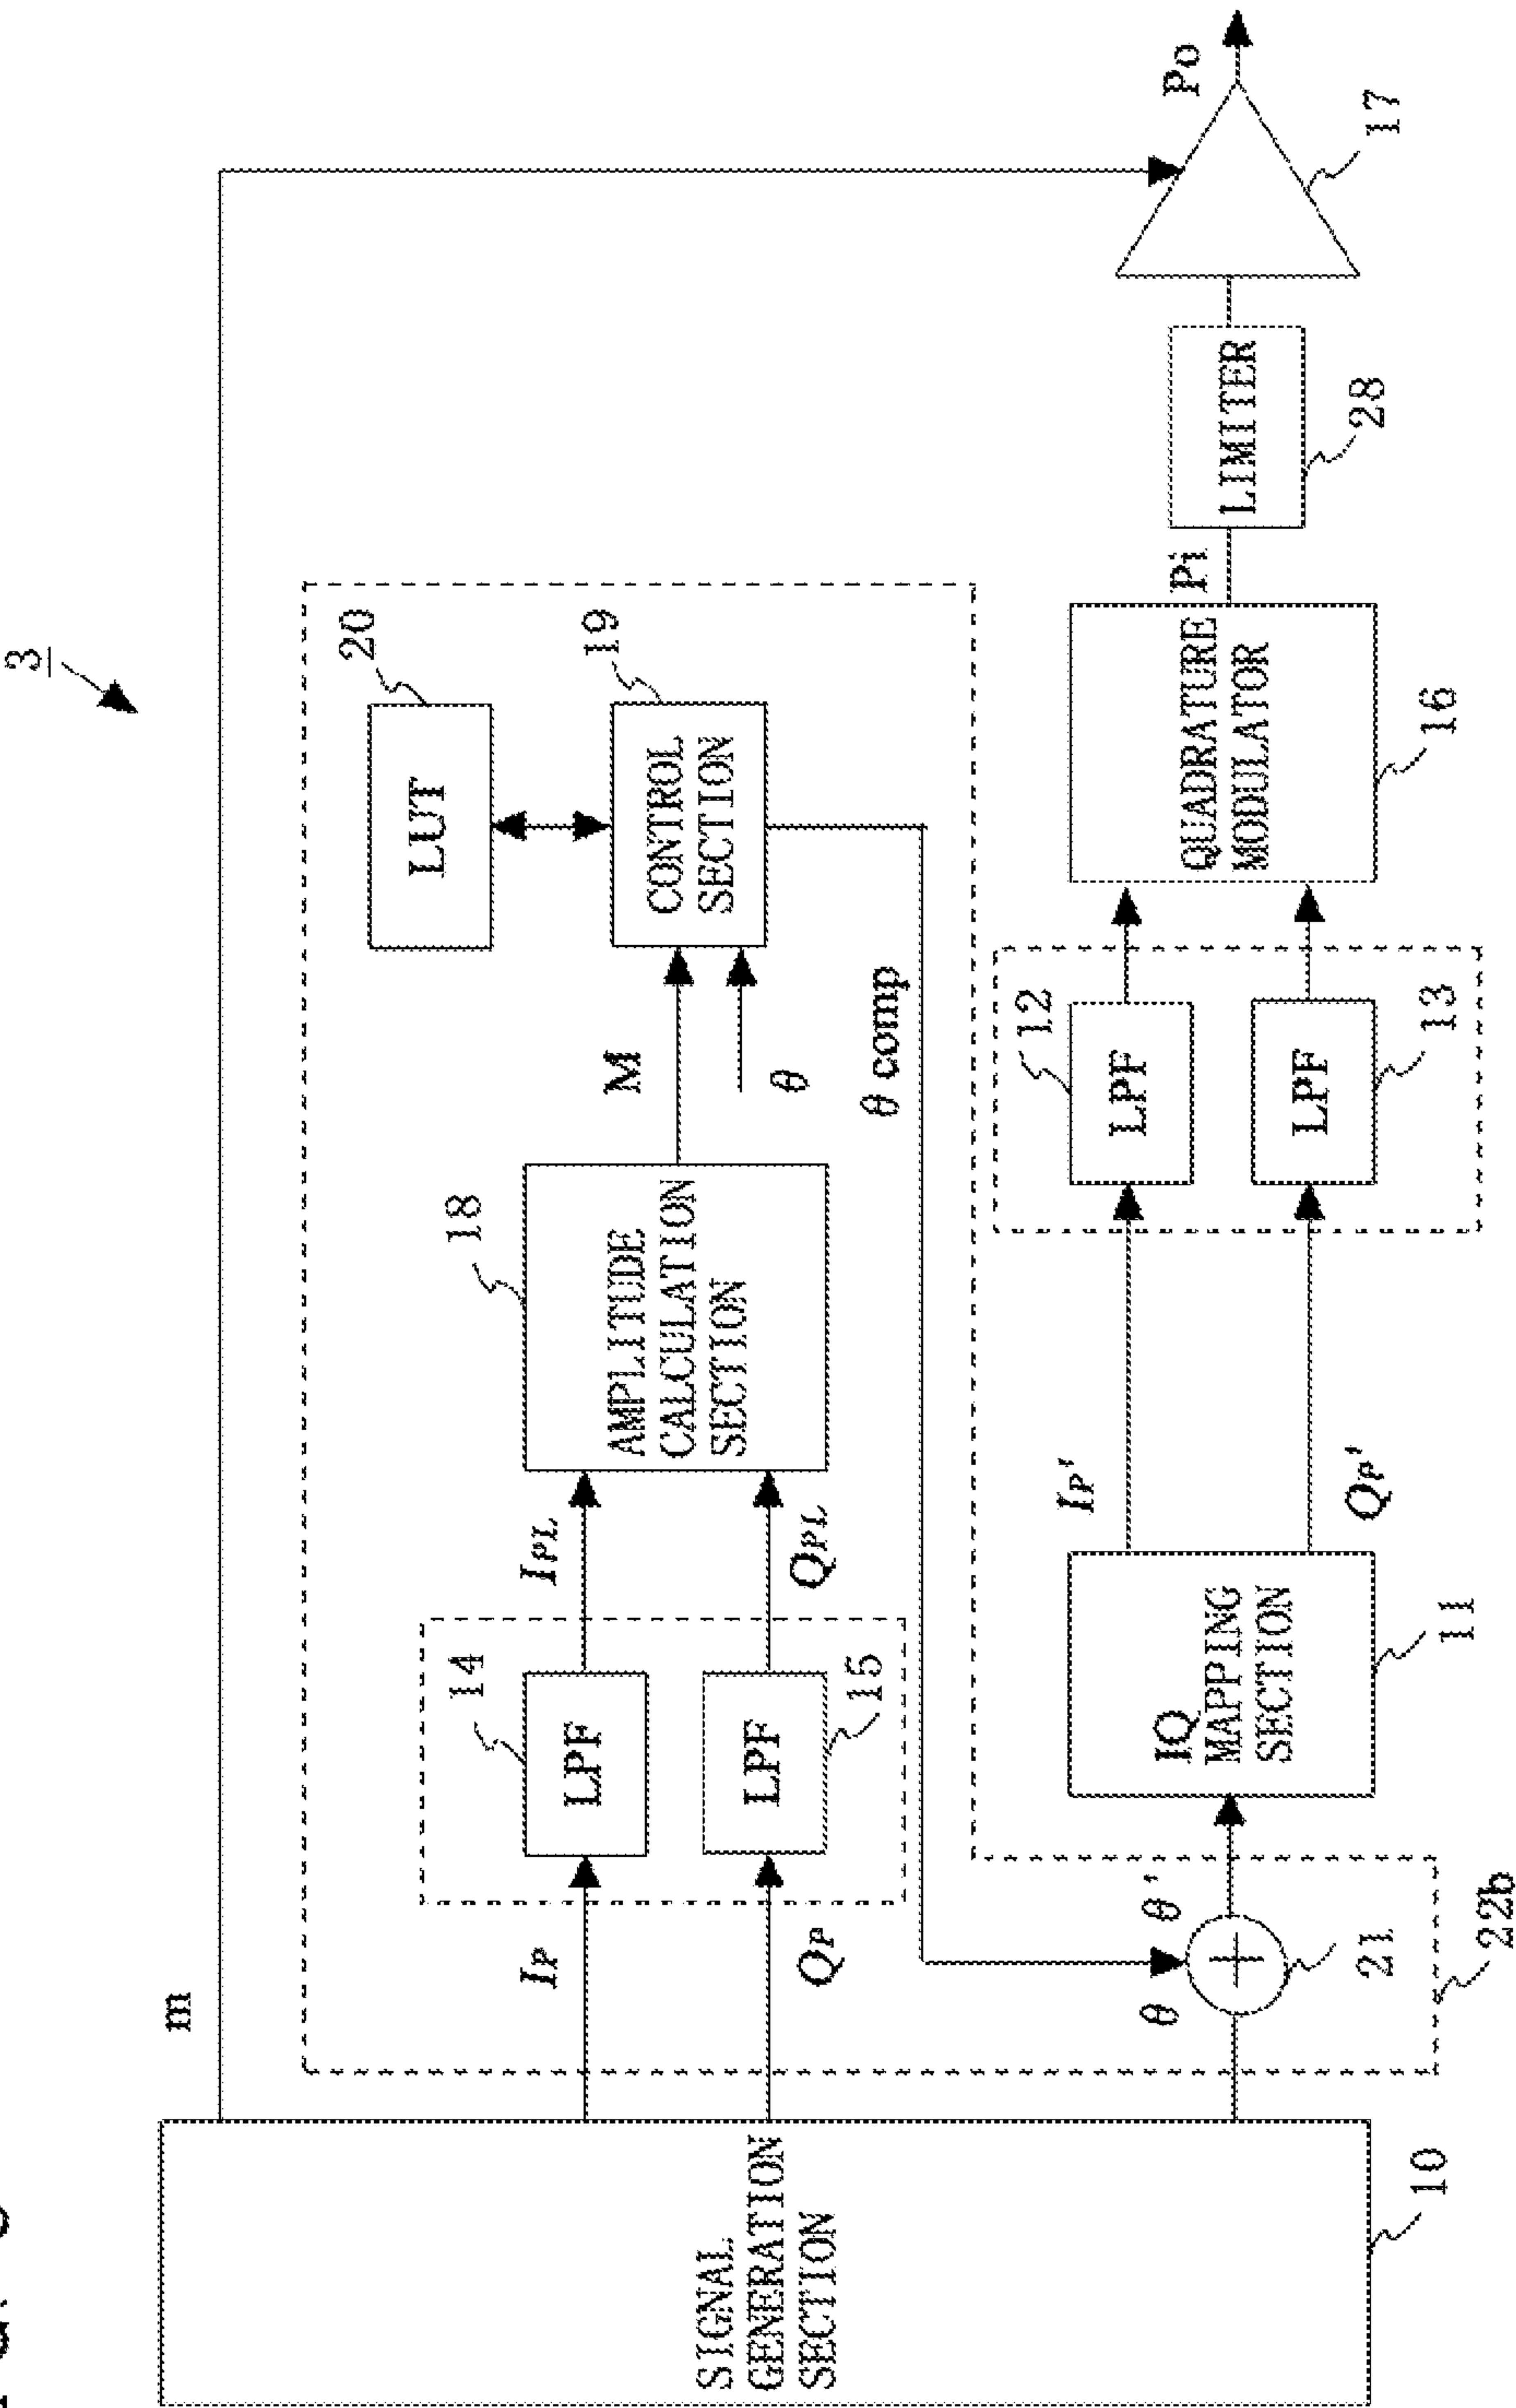 3
m
SIGNAL
GENERATION
SECTION
10
IP
QP
14
LPF
LPF
15
IPL
QPL
18
AMPLITUDE
CALCULATION
SECTION
M
θ
20
LUT
19
CONTROL
SECTION
θ comp
θ
θ'
21
22b
IQ
MAPPING
SECTION
11
IP'
QP'
12
LPF
LPF
13
QUADRATURE
MODULATOR
16
Pi
LIMITER
28
17
Po